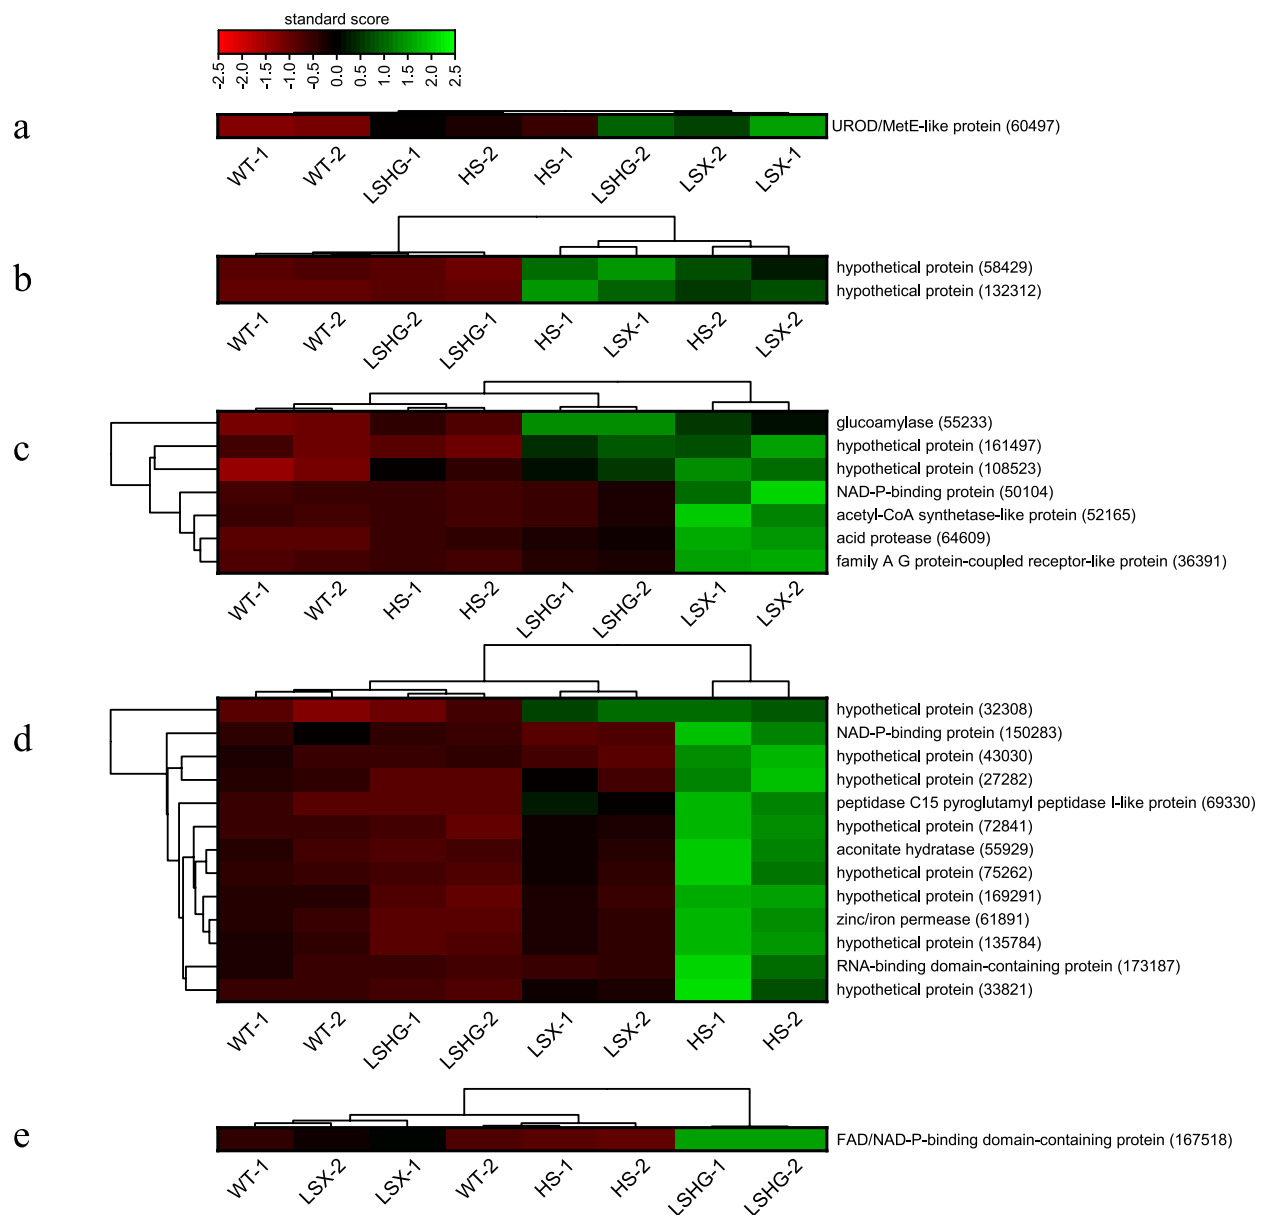 standard score
-2.5 -2.0 -1.5 -1.0 -0.5 0.0 0.5 1.0 1.5 2.0 2.5
a
UROD/MetE-like protein (60497)
WT-1 WT-2 LSHG-1 HS-2 HS-1 LSHG-2 LSX-2 LSX-1
b
hypothetical protein (58429)
hypothetical protein (132312)
WT-1 WT-2 LSHG-2 LSHG-1 HS-1 LSX-1 HS-2 LSX-2
c
glucoamylase (55233)
hypothetical protein (161497)
hypothetical protein (108523)
NAD-P-binding protein (50104)
acetyl-CoA synthetase-like protein (52165)
acid protease (64609)
family A G protein-coupled receptor-like protein (36391)
WT-1 WT-2 HS-1 HS-2 LSHG-1 LSHG-2 LSX-1 LSX-2
d
hypothetical protein (32308)
NAD-P-binding protein (150283)
hypothetical protein (43030)
hypothetical protein (27282)
peptidase C15 pyroglutamyl peptidase I-like protein (69330)
hypothetical protein (72841)
aconitate hydratase (55929)
hypothetical protein (75262)
hypothetical protein (169291)
zinc/iron permease (61891)
hypothetical protein (135784)
RNA-binding domain-containing protein (173187)
hypothetical protein (33821)
WT-1 WT-2 LSHG-1 LSHG-2 LSX-1 LSX-2 HS-1 HS-2
e
FAD/NAD-P-binding domain-containing protein (167518)
WT-1 LSX-2 LSX-1 WT-2 HS-1 HS-2 LSHG-1 LSHG-2